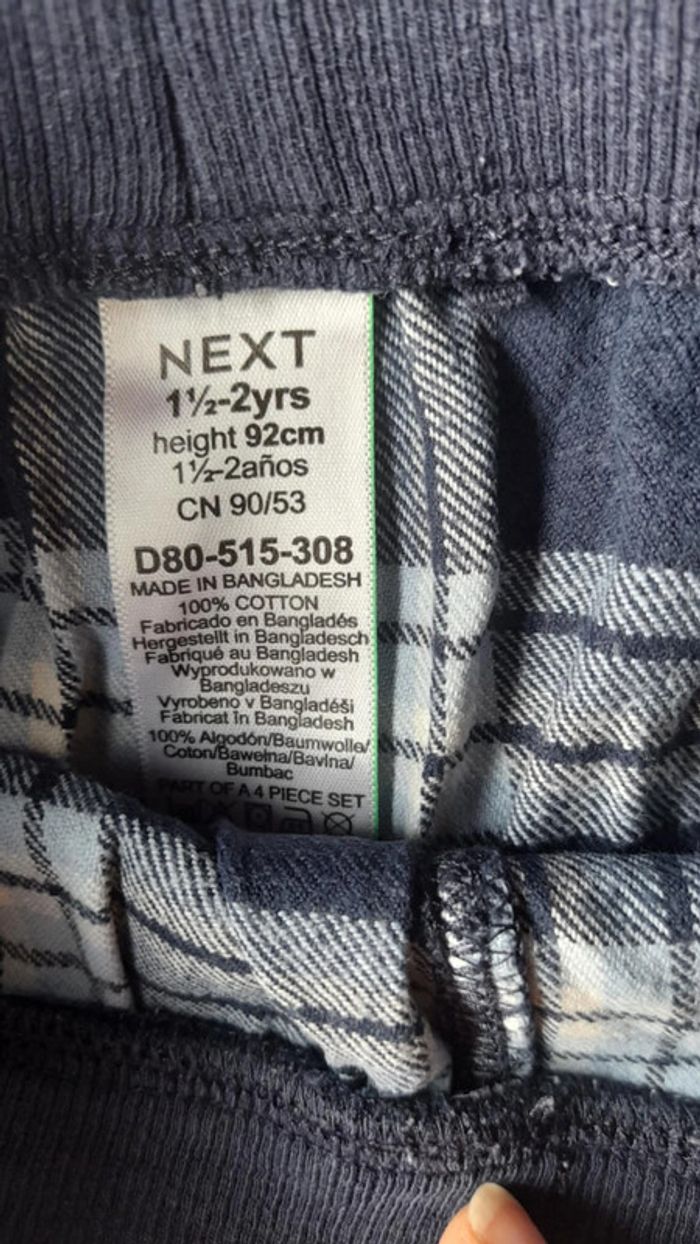 NEXT
1½-2yrs
height 92cm
1½-2años
CN 90/53
D80-515-308
MADE IN BANGLADESH
100% COTTON
Fabricado en Bangladés
Hergestellt in Bangladesch
Fabriqué au Bangladesh
Wyprodukowano w
Bangladeszu
Vyrobeno v Bangladéši
Fabricat în Bangladesh
100% Algodón/Baumwolle/
Coton/Bawełna/Bavlna/
Bumbac
PART OF A 4 PIECE SET